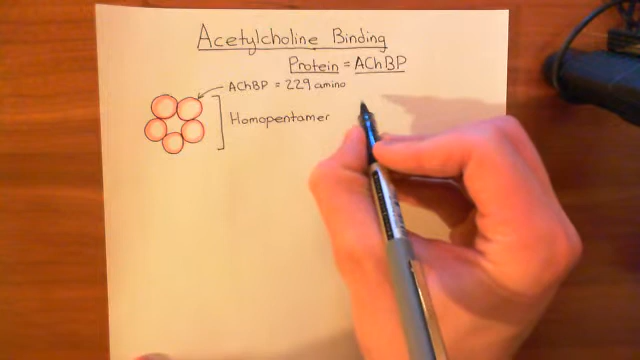 Acetylcholine Binding
Protein = AChBP
AChBP = 229 amino
Homopentamer